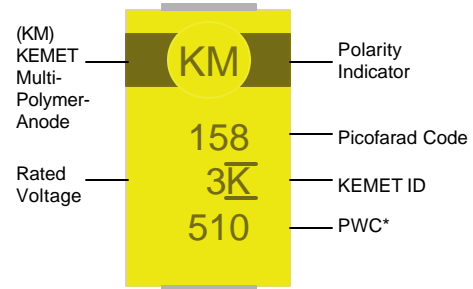 (KM)
KEMET
Multi-
Polymer-
Anode
KM
Polarity
Indicator
158
Picofarad Code
Rated
Voltage
3K
KEMET ID
510
PWC*